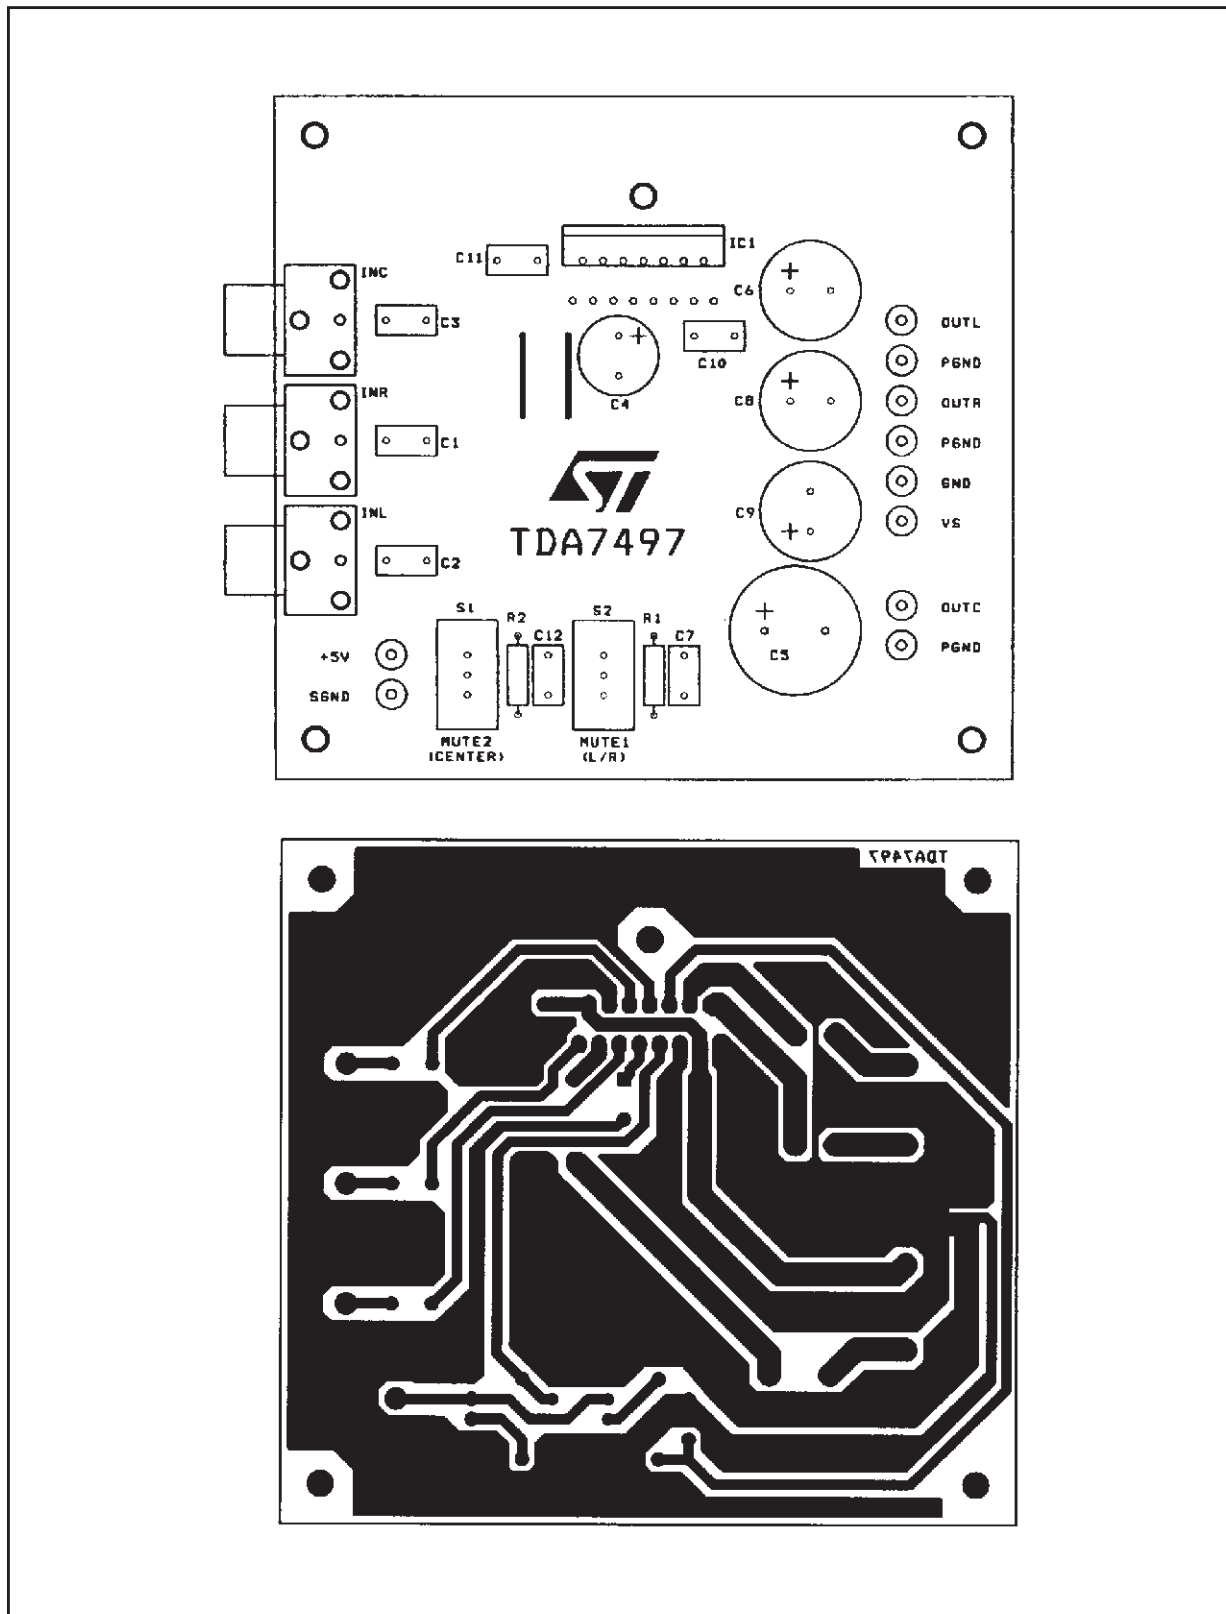 IC1
C11
INC
C6
C3
OUTL
C10
PGND
C4
INR
C8
OUTR
C1
PGND
GND
INL
C9
VS
ST
TDA7497
C2
S1
R2
S2
R1
OUTC
C12
C7
+5V
C5
PGND
SGND
MUTE2
(CENTER)
MUTE1
(L/R)
TDA7497